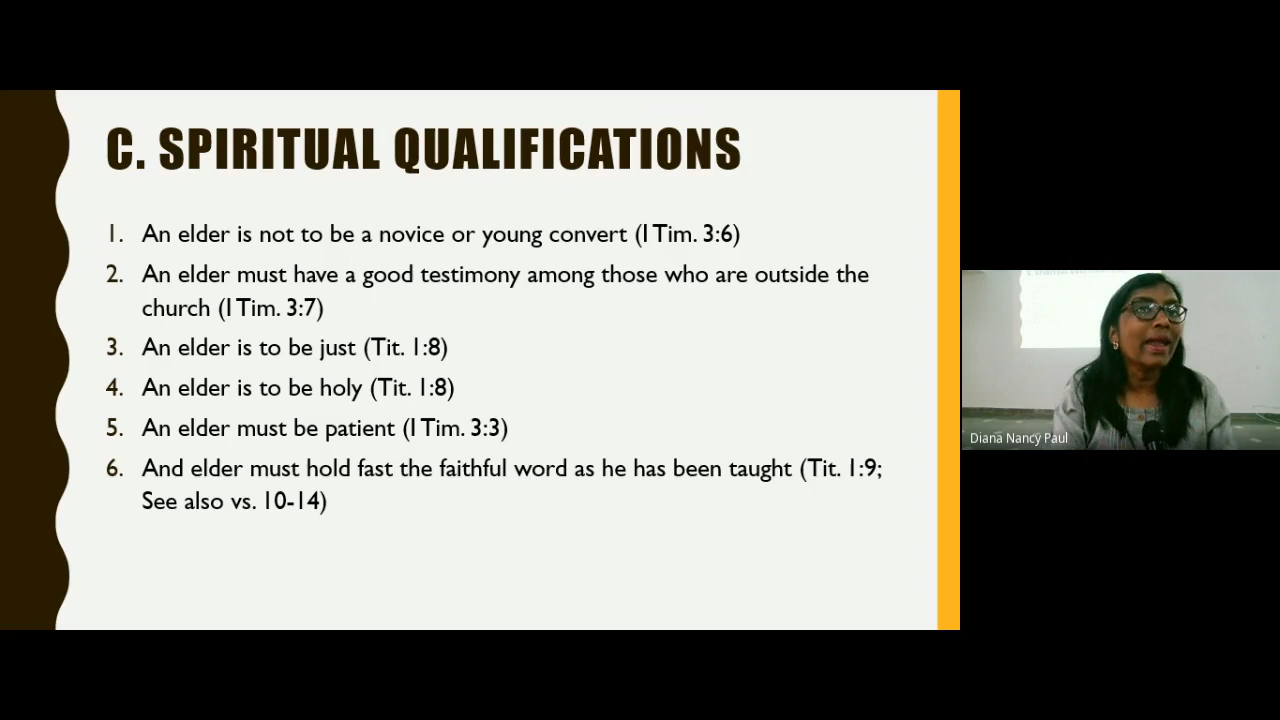 C. SPIRITUAL QUALIFICATIONS
1. An elder is not to be a novice or young convert (I Tim. 3:6)
2. An elder must have a good testimony among those who are outside the
church (I Tim. 3:7)
3. An elder is to be just (Tit. 1:8)
4. An elder is to be holy (Tit. 1:8)
5. An elder must be patient (I Tim. 3:3)
6. And elder must hold fast the faithful word as he has been taught (Tit. 1:9;
See also vs. 10-14)
Diana Nancy Paul